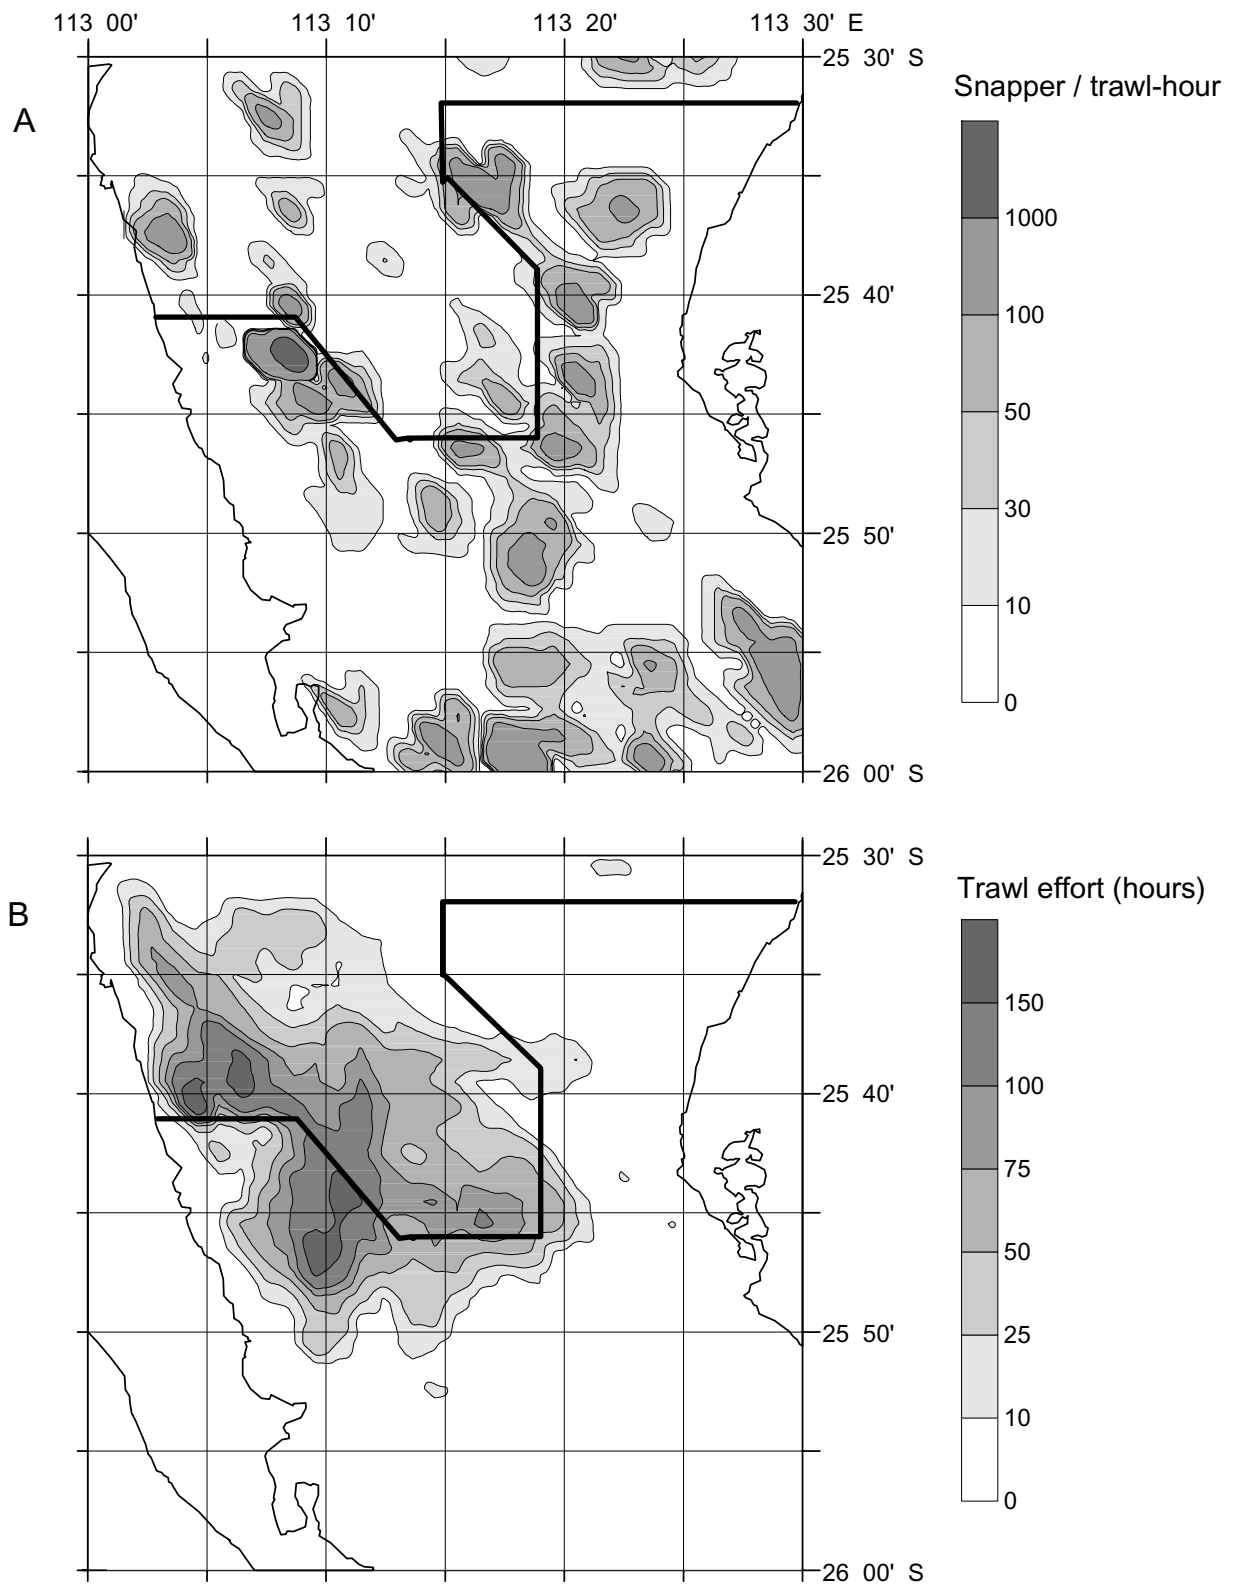 113 00' 113 10' 113 20' 113 30' E
25 30' S
A
Snapper / trawl-hour
1000
25 40'
100
50
30
25 50'
10
0
26 00' S
25 30' S
B
Trawl effort (hours)
150
100
25 40'
75
50
25
25 50'
10
0
26 00' S